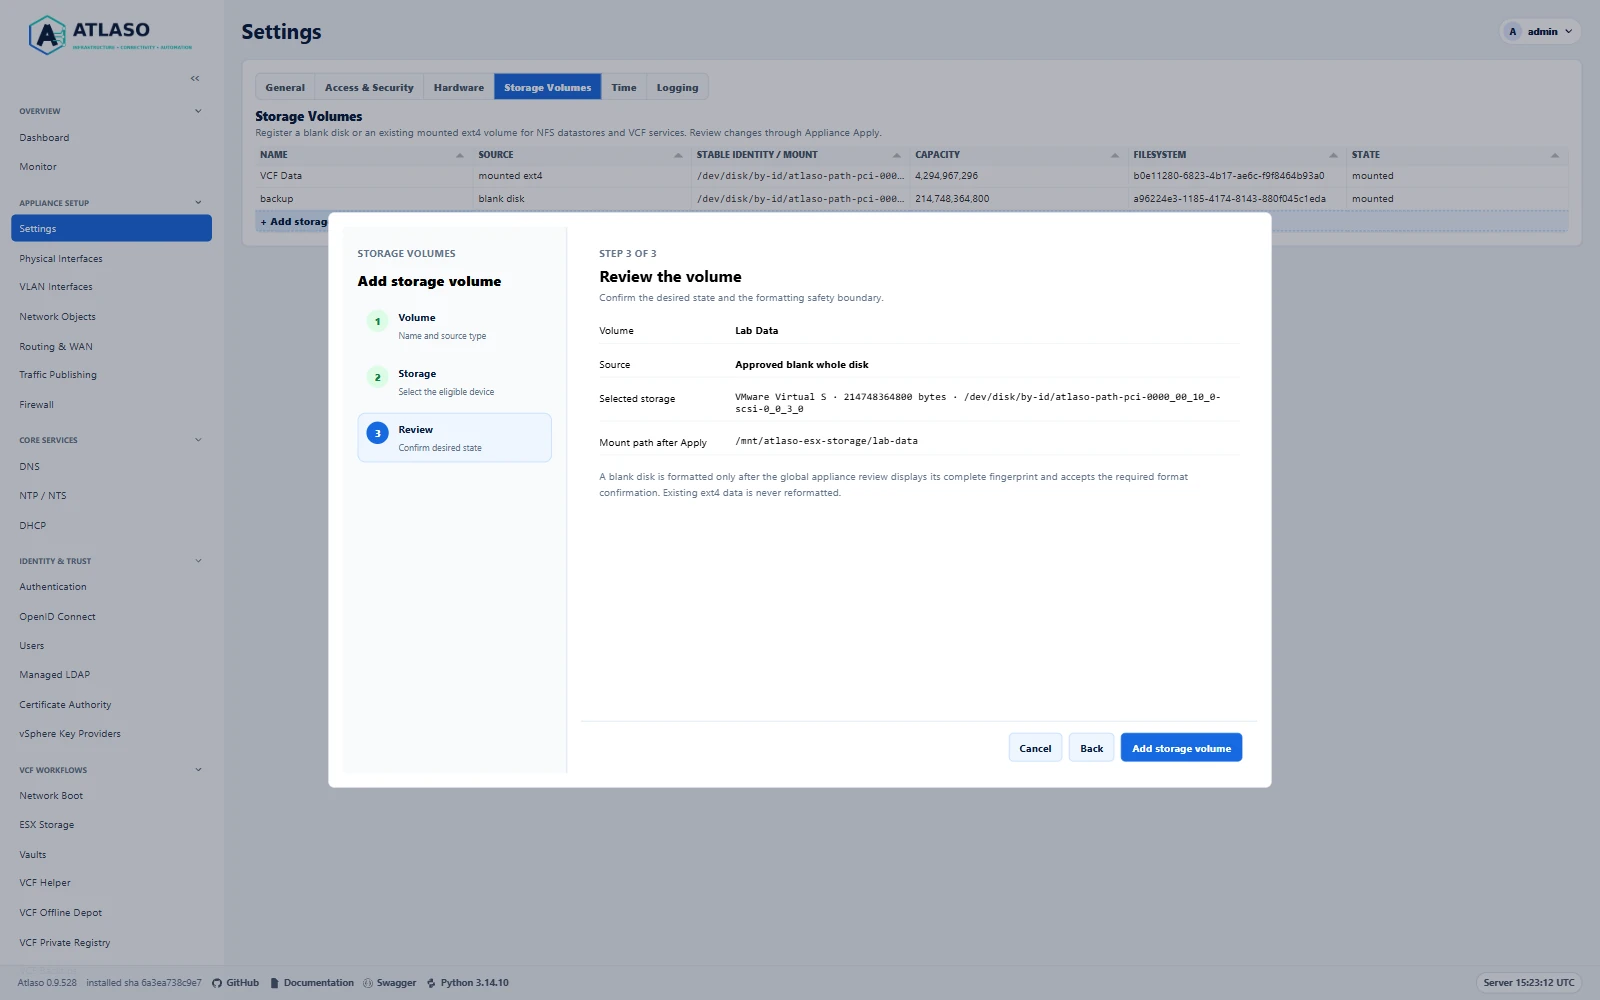 ATLASO
INFRASTRUCTURE • CONNECTIVITY • AUTOMATION
Settings
A admin
OVERVIEW
Dashboard
Monitor
APPLIANCE SETUP
Settings
Physical Interfaces
VLAN Interfaces
Network Objects
Routing & WAN
Traffic Publishing
Firewall
CORE SERVICES
DNS
NTP / NTS
DHCP
IDENTITY & TRUST
Authentication
OpenID Connect
Users
Managed LDAP
Certificate Authority
vSphere Key Providers
VCF WORKFLOWS
Network Boot
ESX Storage
Vaults
VCF Helper
VCF Offline Depot
VCF Private Registry
General Access & Security Hardware Storage Volumes Time Logging
Storage Volumes
Register a blank disk or an existing mounted ext4 volume for NFS datastores and VCF services. Review changes through Appliance Apply.
NAME SOURCE STABLE IDENTITY / MOUNT CAPACITY FILESYSTEM STATE
VCF Data mounted ext4 /dev/disk/by-id/atlaso-path-pci-000... 4,294,967,296 b0e11280-6823-4b17-ae6c-f9f8464b93a0 mounted
backup blank disk /dev/disk/by-id/atlaso-path-pci-000... 214,748,364,800 a96224e3-1185-4174-8143-880f045c1eda mounted
+ Add storag
STORAGE VOLUMES
Add storage volume
1 Volume
Name and source type
2 Storage
Select the eligible device
3 Review
Confirm desired state
STEP 3 OF 3
Review the volume
Confirm the desired state and the formatting safety boundary.
Volume Lab Data
Source Approved blank whole disk
Selected storage VMware Virtual S · 214748364800 bytes · /dev/disk/by-id/atlaso-path-pci-0000_00_10_0-
scsi-0_0_3_0
Mount path after Apply /mnt/atlaso-esx-storage/lab-data
A blank disk is formatted only after the global appliance review displays its complete fingerprint and accepts the required format
confirmation. Existing ext4 data is never reformatted.
Cancel Back Add storage volume
Atlaso 0.9.528 installed sha 6a3ea738c9e7 GitHub Documentation Swagger Python 3.14.10
Server 15:23:12 UTC